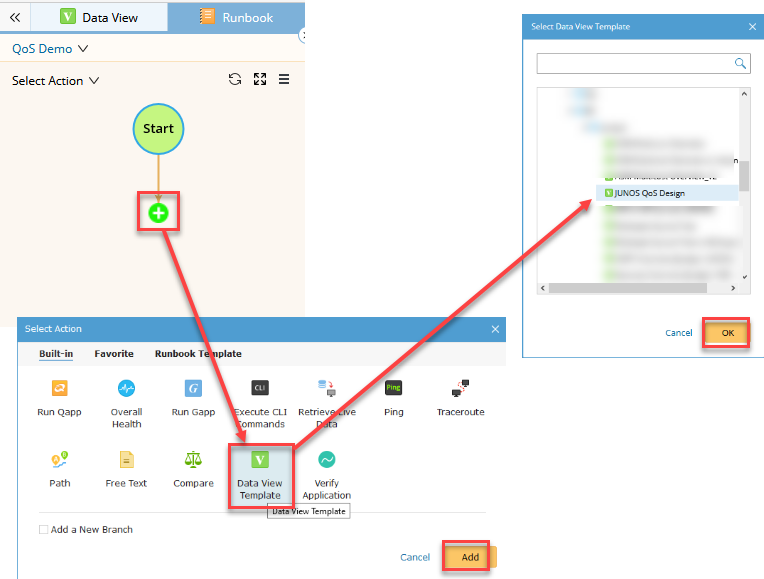 Data View
Runbook
QoS Demo
Select Action
Start
Select Action
Built-in
Favorite
Runbook Template
Run Qapp
Overall
Health
Run Gapp
CLI
Execute CLI
Commands
Retrieve Live
Data
Ping
Ping
Traceroute
Path
Free Text
Compare
V
Data View
Template
Verify
Application
Data View Template
Add a New Branch
Cancel
Add
Select Data View Template
JUNOS QoS Design
Cancel
OK